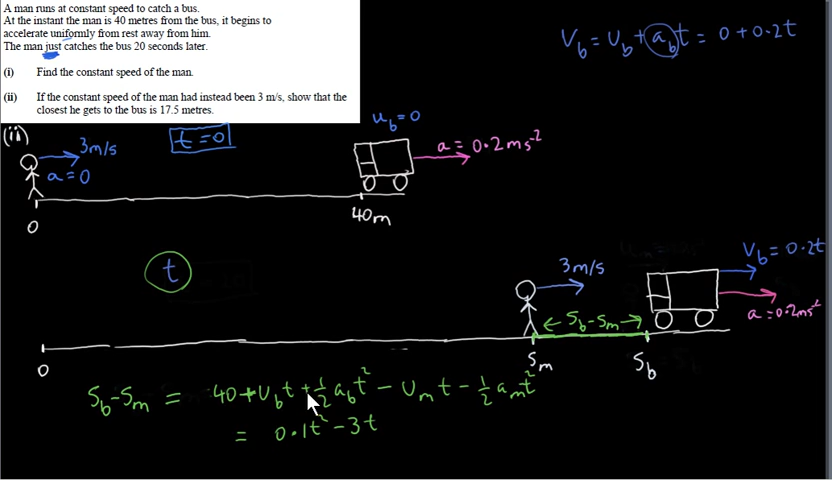 A man runs at constant speed to catch a bus.
At the instant the man is 40 metres from the bus, it begins to
accelerate uniformly from rest away from him.
The man just catches the bus 20 seconds later.
(i) Find the constant speed of the man.
(ii) If the constant speed of the man had instead been 3 m/s, show that the
closest he gets to the bus is 17.5 metres.
V_b = U_b + a_b t = 0 + 0.2t
(ii)
t = 0
U_b = 0
3m/s
a = 0
a = 0.2ms^-2
0
40m
t
3m/s
V_b = 0.2t
a = 0.2ms^-2
S_b - S_m
0
S_m
S_b
S_b - S_m = 40 + U_b t + 1/2 a_b t^2 - U_m t - 1/2 a_m t^2
= 0.1t^2 - 3t